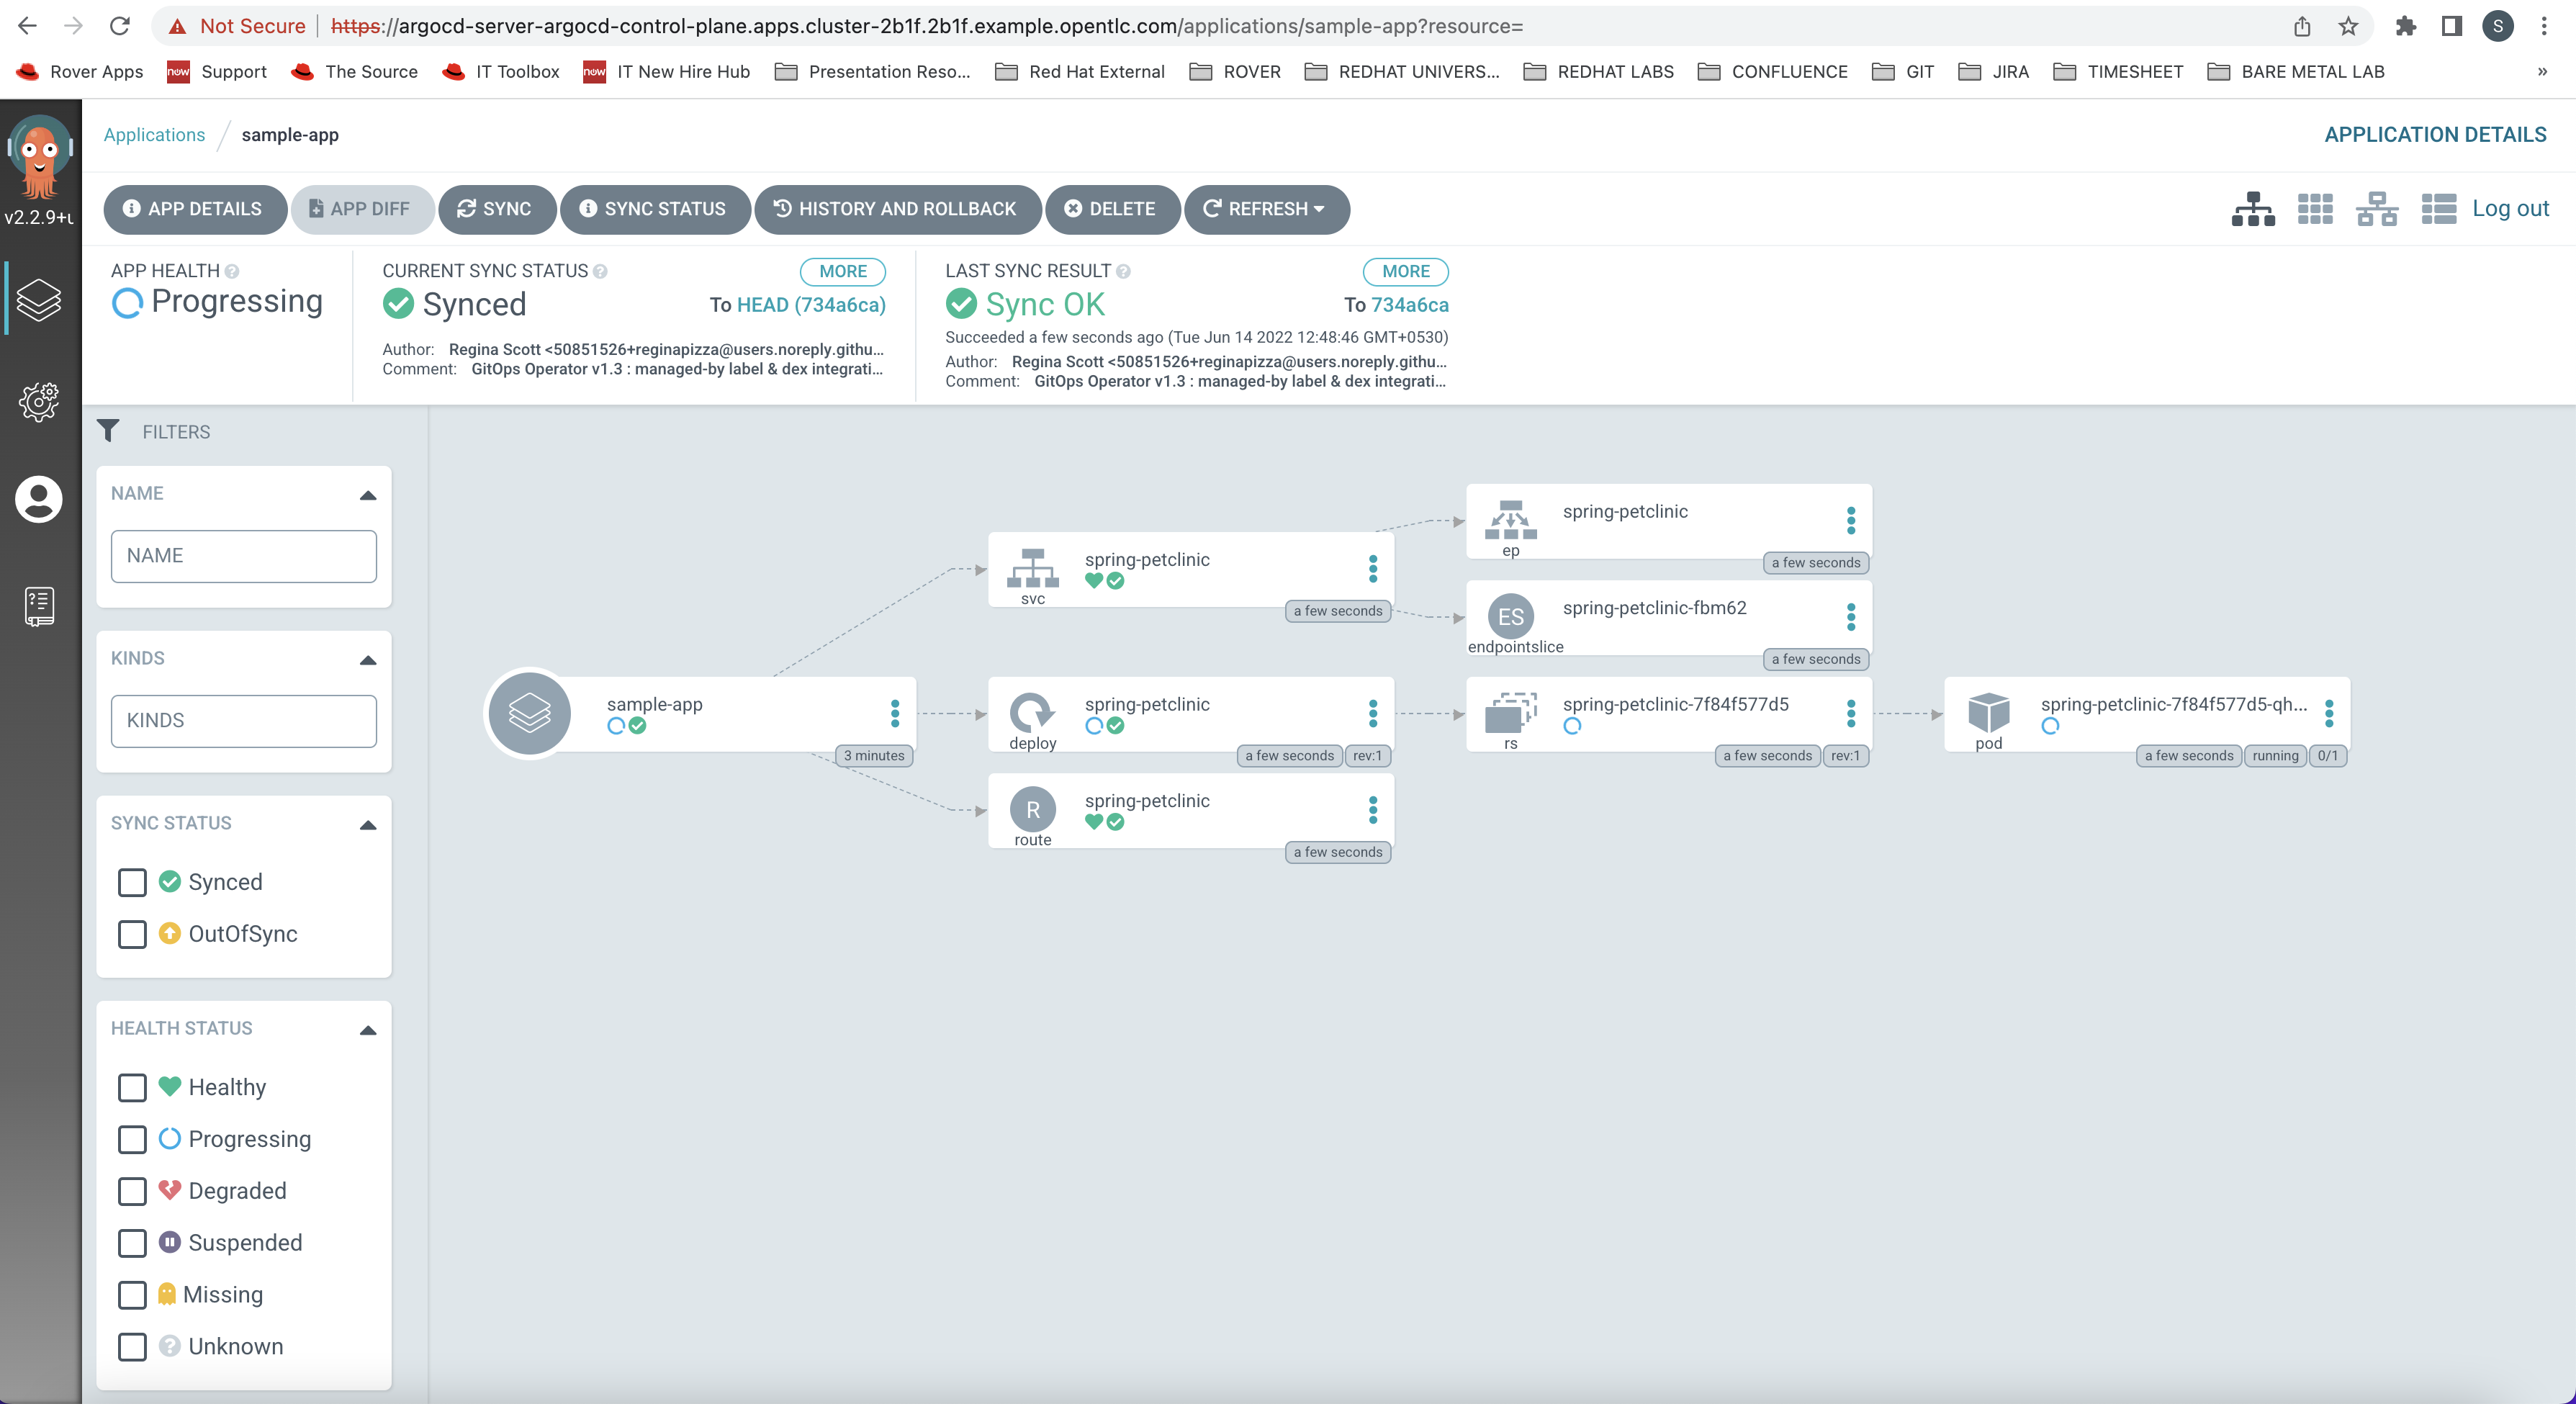 Not Secure
https://argocd-server-argocd-control-plane.apps.cluster-2b1f.2b1f.example.opentlc.com/applications/sample-app?resource=
S
Rover Apps
now Support
The Source
IT Toolbox
now IT New Hire Hub
Presentation Reso...
Red Hat External
ROVER
REDHAT UNIVERS...
REDHAT LABS
CONFLUENCE
GIT
JIRA
TIMESHEET
BARE METAL LAB
»
v2.2.9+u
Applications / sample-app
APPLICATION DETAILS
APP DETAILS
APP DIFF
SYNC
SYNC STATUS
HISTORY AND ROLLBACK
DELETE
REFRESH
Log out
APP HEALTH
Progressing
CURRENT SYNC STATUS
MORE
Synced
To HEAD (734a6ca)
Author: Regina Scott <50851526+reginapizza@users.noreply.githu...
Comment: GitOps Operator v1.3 : managed-by label & dex integrati...
LAST SYNC RESULT
MORE
Sync OK
To 734a6ca
Succeeded a few seconds ago (Tue Jun 14 2022 12:48:46 GMT+0530)
Author: Regina Scott <50851526+reginapizza@users.noreply.githu...
Comment: GitOps Operator v1.3 : managed-by label & dex integrati...
FILTERS
NAME
NAME
KINDS
KINDS
SYNC STATUS
Synced
OutOfSync
HEALTH STATUS
Healthy
Progressing
Degraded
Suspended
Missing
Unknown
sample-app
3 minutes
spring-petclinic
svc
a few seconds
spring-petclinic
deploy
a few seconds
rev:1
R
spring-petclinic
route
a few seconds
spring-petclinic
ep
a few seconds
ES
spring-petclinic-fbm62
endpointslice
a few seconds
spring-petclinic-7f84f577d5
rs
a few seconds
rev:1
spring-petclinic-7f84f577d5-qh...
pod
a few seconds
running
0/1